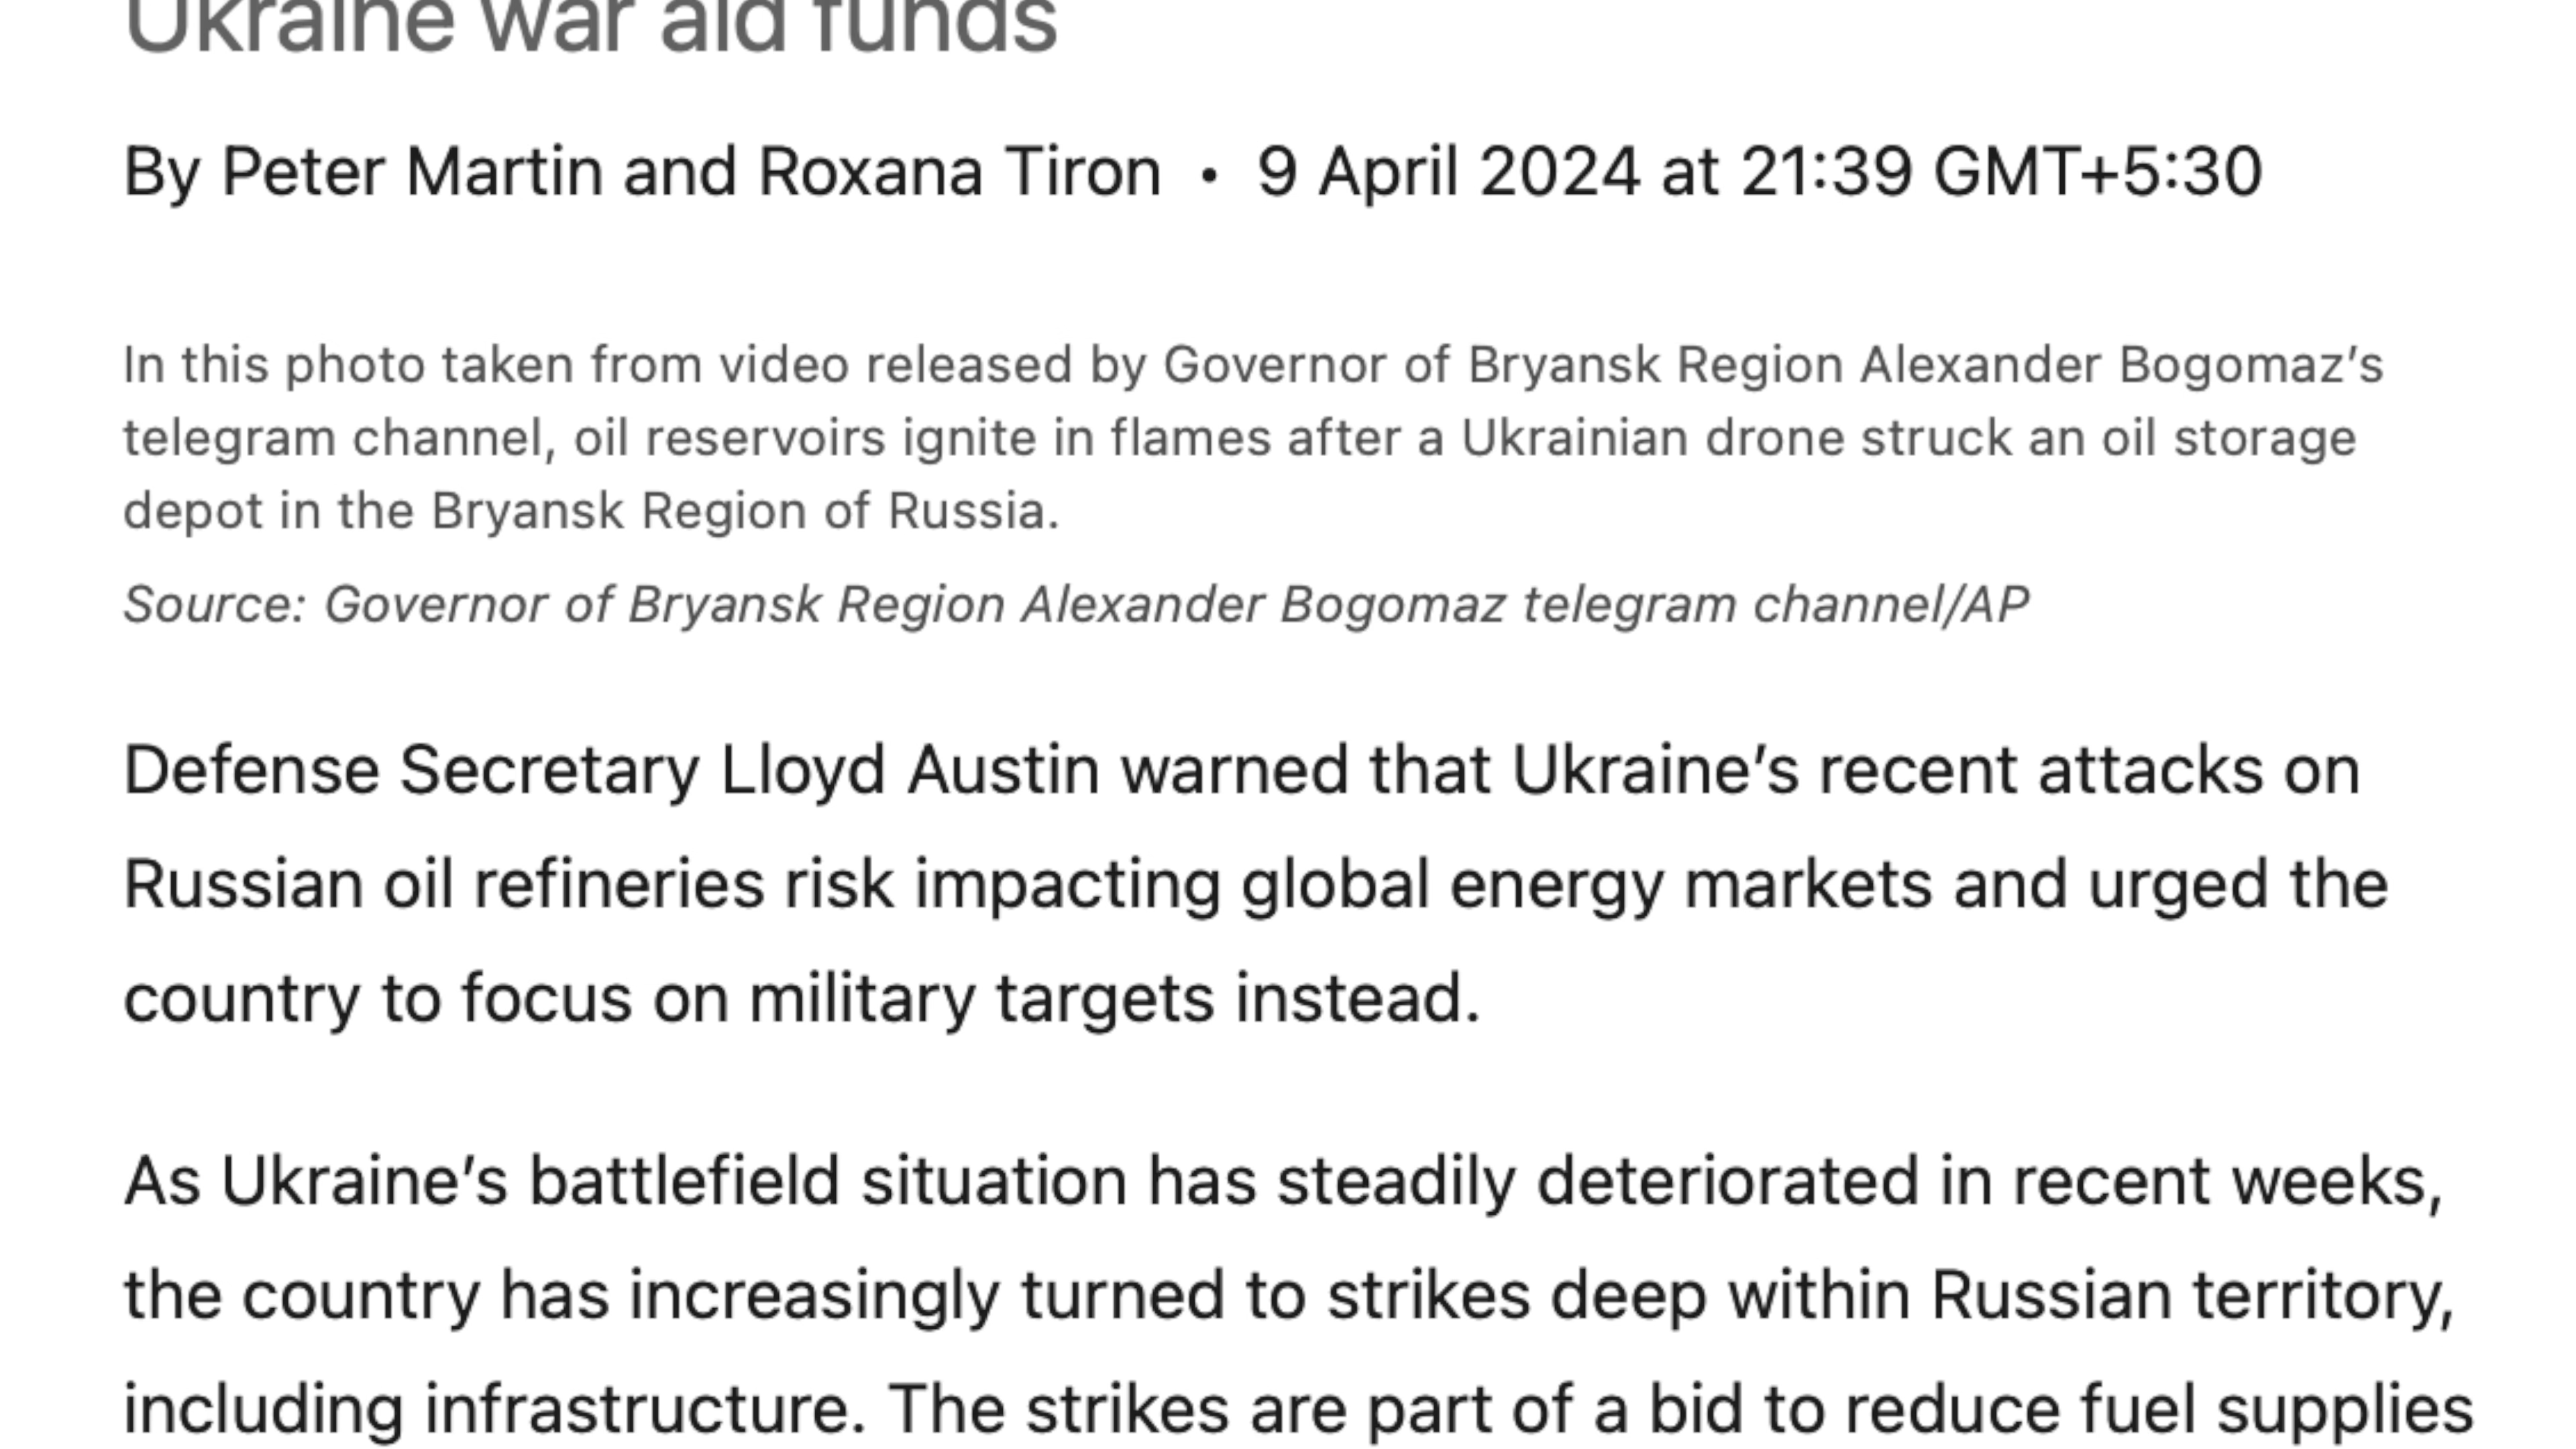 Ukraine war aid funds
By Peter Martin and Roxana Tiron • 9 April 2024 at 21:39 GMT+5:30
In this photo taken from video released by Governor of Bryansk Region Alexander Bogomaz’s
telegram channel, oil reservoirs ignite in flames after a Ukrainian drone struck an oil storage
depot in the Bryansk Region of Russia.
Source: Governor of Bryansk Region Alexander Bogomaz telegram channel/AP
Defense Secretary Lloyd Austin warned that Ukraine’s recent attacks on
Russian oil refineries risk impacting global energy markets and urged the
country to focus on military targets instead.
As Ukraine’s battlefield situation has steadily deteriorated in recent weeks,
the country has increasingly turned to strikes deep within Russian territory,
including infrastructure. The strikes are part of a bid to reduce fuel supplies